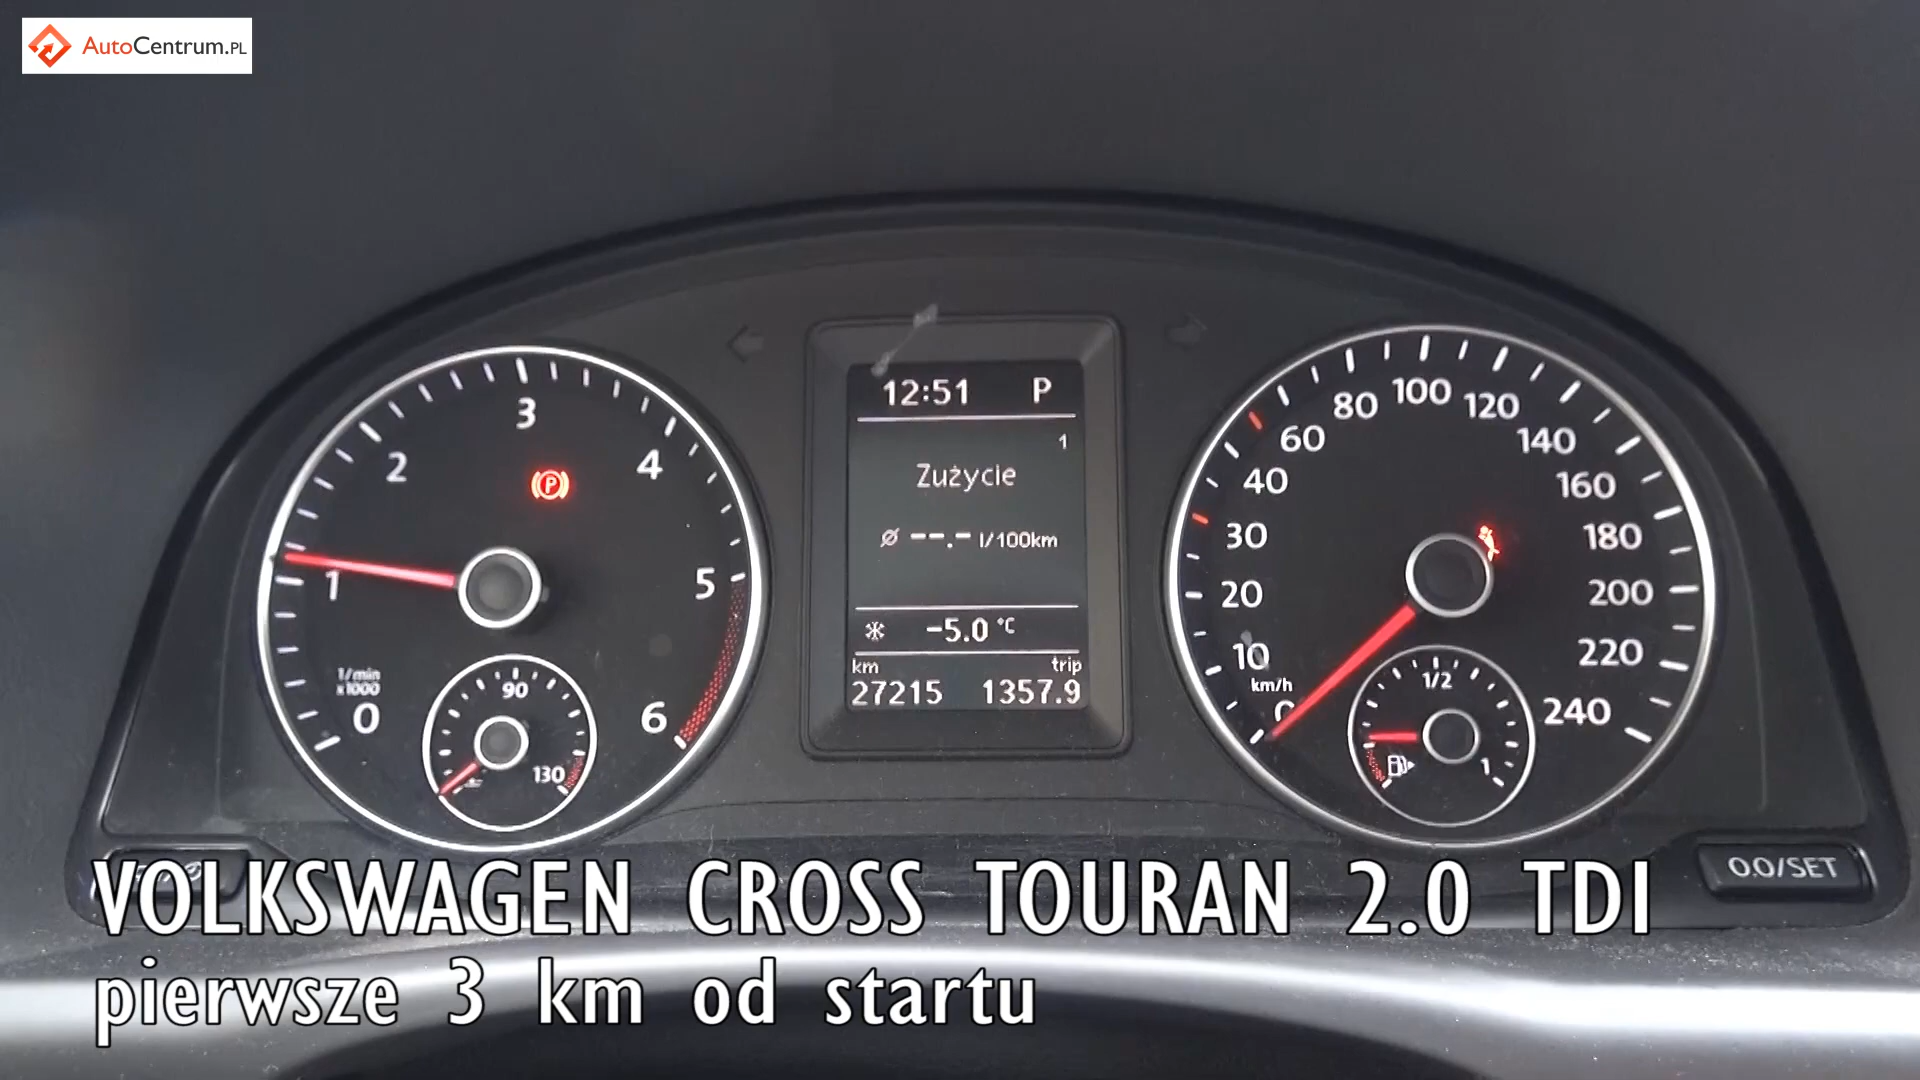 AutoCentrum.PL
12:51 P
1
Zużycie
Ø --.- l/100km
-5.0 °C
km trip
27215 1357.9
0 1 2 3 4 5 6
1/min
x1000
90
130
P
0 10 20 30 40 60 80 100 120 140 160 180 200 220 240
km/h
1/2
1
0.0/SET
VOLKSWAGEN CROSS TOURAN 2.0 TDI
pierwsze 3 km od startu